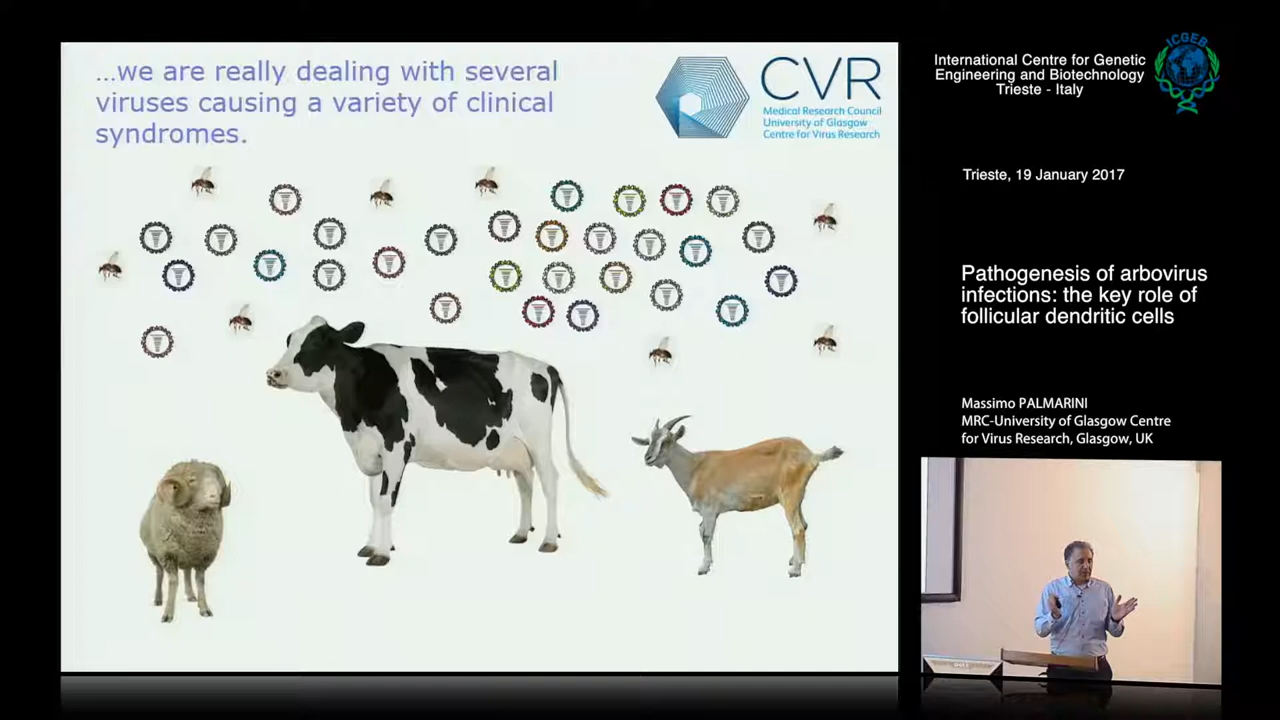 ...we are really dealing with several
viruses causing a variety of clinical
syndromes.
CVR
Medical Research Council
University of Glasgow
Centre for Virus Research
International Centre for Genetic
Engineering and Biotechnology
Trieste - Italy
ICGEB
Trieste, 19 January 2017
Pathogenesis of arbovirus
infections: the key role of
follicular dendritic cells
Massimo PALMARINI
MRC-University of Glasgow Centre
for Virus Research, Glasgow, UK